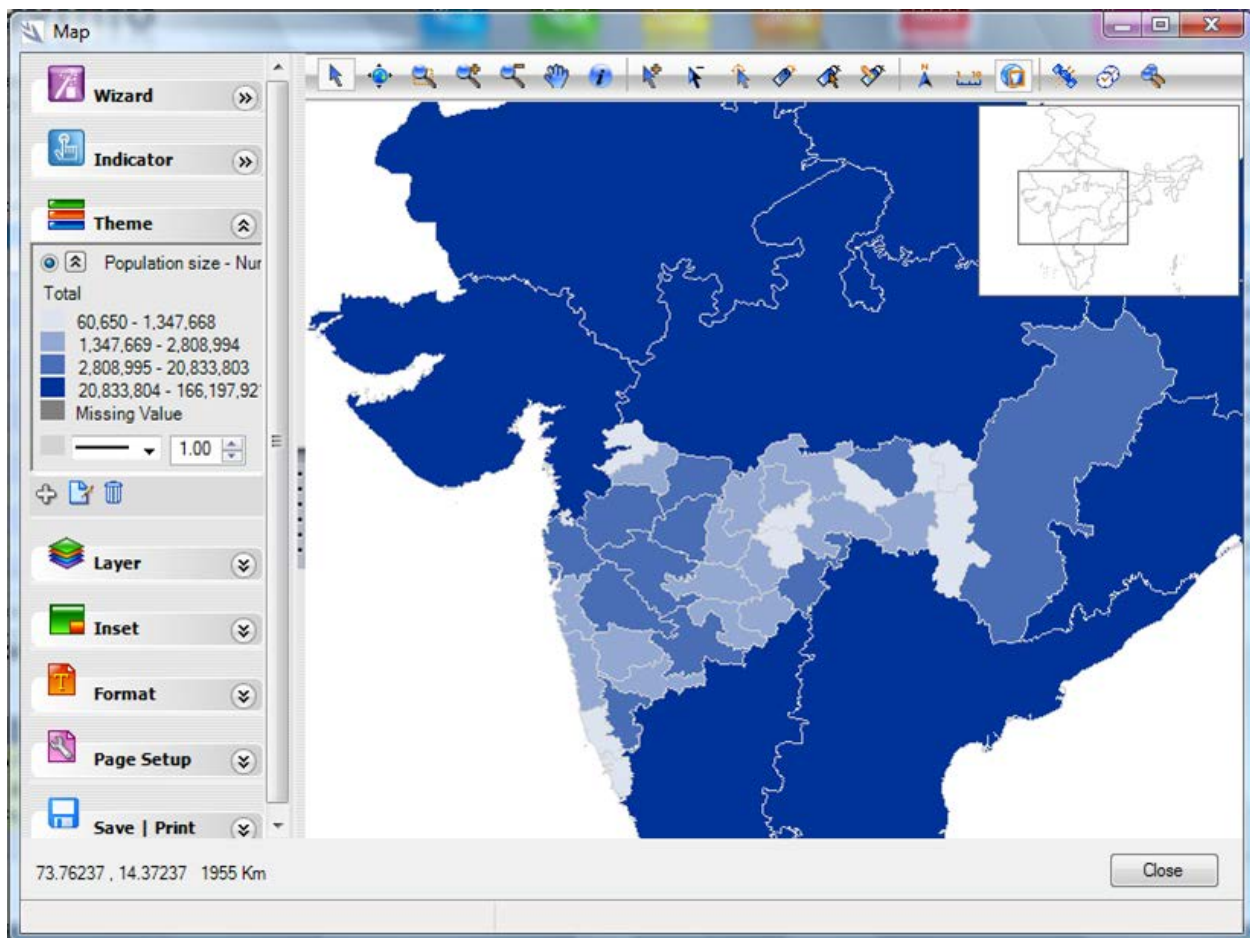 Map
Wizard
Indicator
Theme
Population size - Nur
Total
60,650 - 1,347,668
1,347,669 - 2,808,994
2,808,995 - 20,833,803
20,833,804 - 166,197,92
Missing Value
1.00
Layer
Inset
Format
Page Setup
Save | Print
N
73.76237 , 14.37237 1955 Km
Close